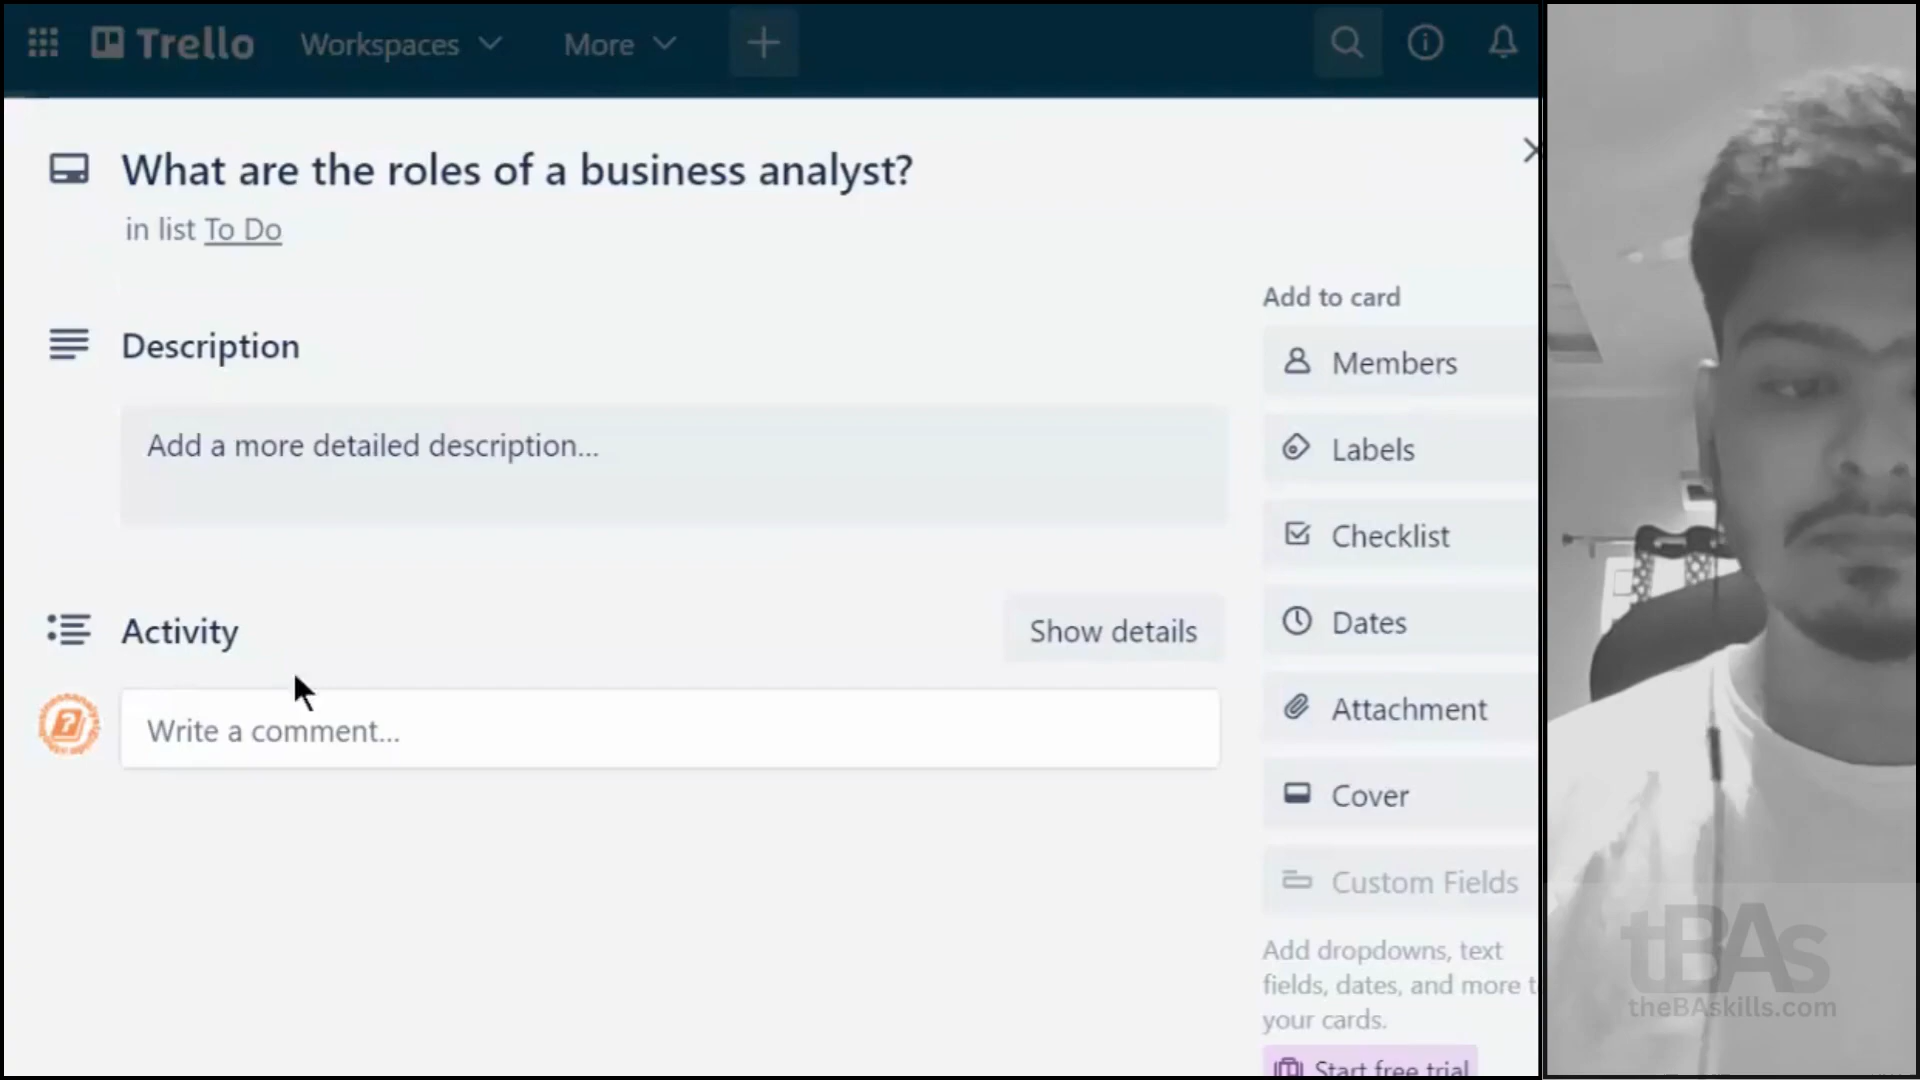 Trello Workspaces More
What are the roles of a business analyst?
in list To Do
Description
Add a more detailed description...
Activity
Show details
Write a comment...
Add to card
Members
Labels
Checklist
Dates
Attachment
Cover
Custom Fields
Add dropdowns, text
fields, dates, and more t
your cards.
Start free trial
tBAs
theBAskills.com